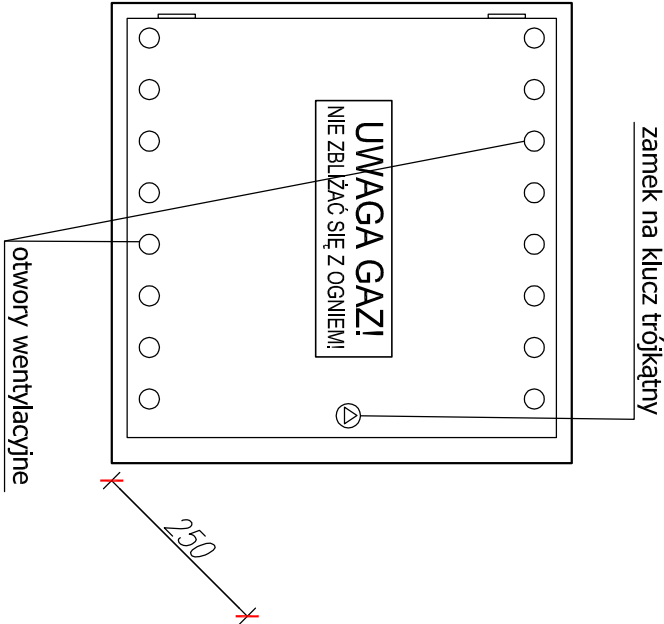 zamek na klucz trójkątny
UWAGA GAZ!
NIE ZBLIŻAĆ SIĘ Z OGNIEM!
otwory wentylacyjne
250